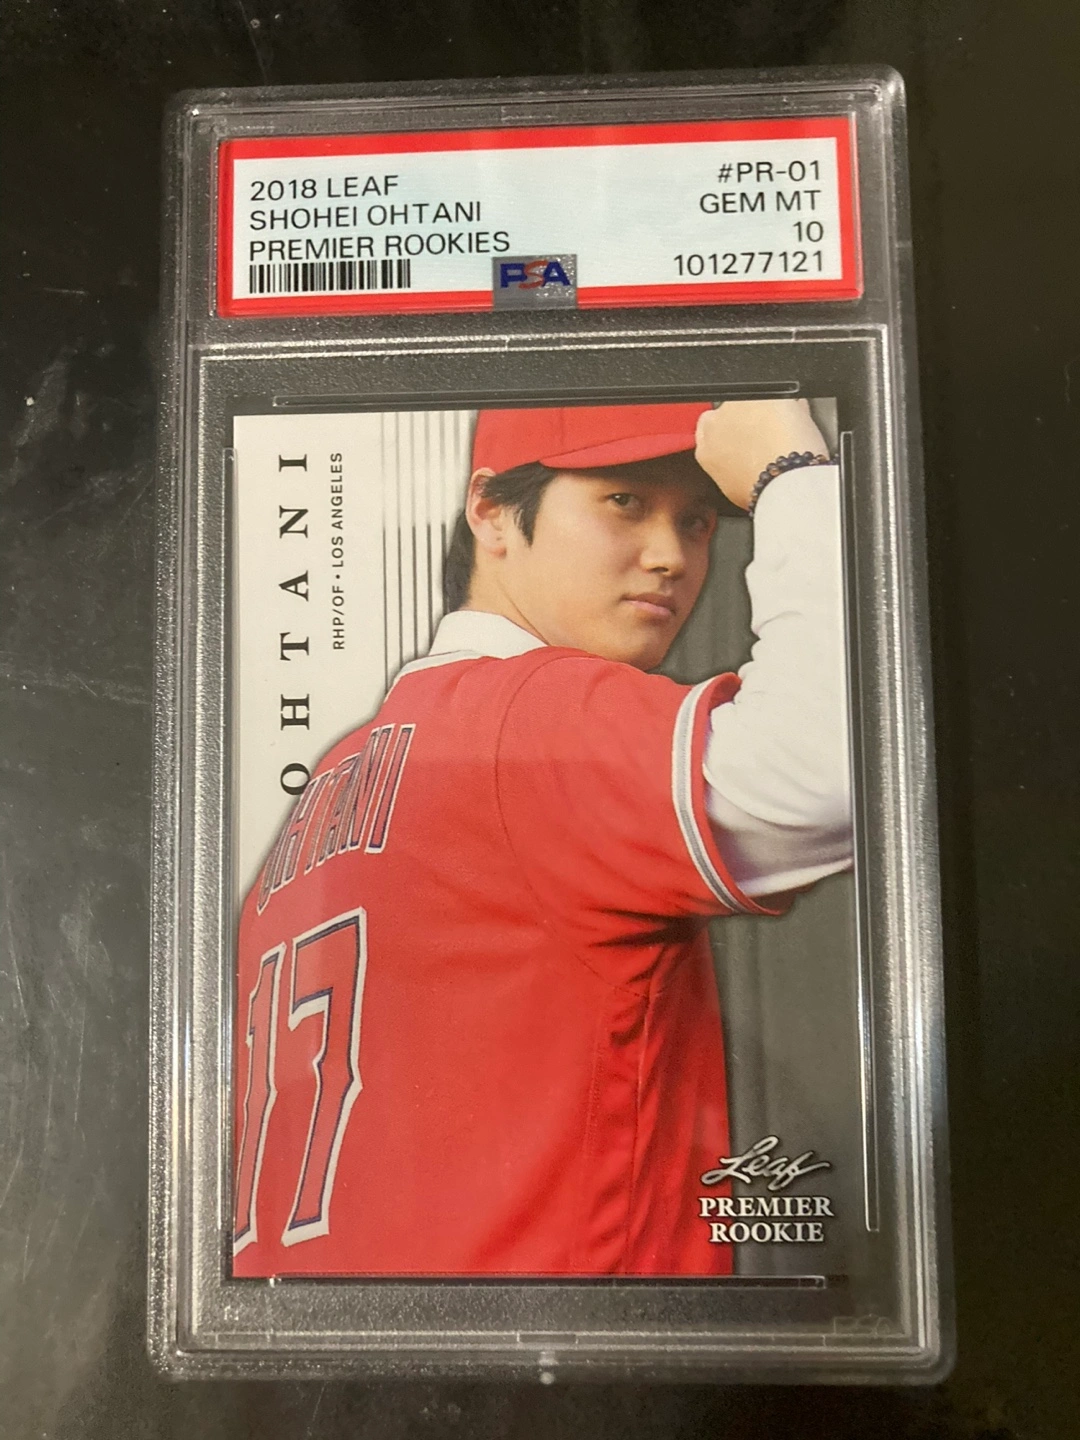 2018 LEAF
SHOHEI OHTANI
PREMIER ROOKIES
#PR-01
GEM MT
10
101277121
PSA
OHTANI
RHP/OF • LOS ANGELES
OHTANI
17
Leaf
PREMIER
ROOKIE
PSA